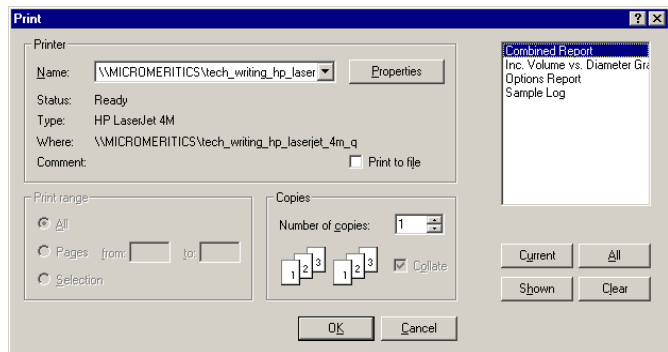 Print
Printer
Name: \\MICROMERITICS\tech_writing_hp_laser
Properties
Status: Ready
Type: HP LaserJet 4M
Where: \\MICROMERITICS\tech_writing_hp_laserjet_4m_q
Comment:
Print to file
Print range
All
Pages from: to:
Selection
Copies
Number of copies: 1
1 2 3 1 2 3
Collate
OK
Cancel
Combined Report
Inc. Volume vs. Diameter Gra
Options Report
Sample Log
Current
All
Shown
Clear